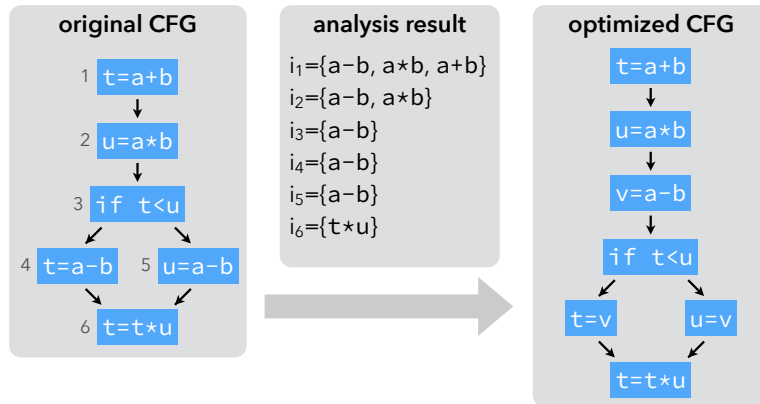 original CFG
1 t=a+b
2 u=a*b
3 if t<u
4 t=a−b 5 u=a−b
6 t=t*u
analysis result
i₁={a−b, a*b, a+b}
i₂={a−b, a*b}
i₃={a−b}
i₄={a−b}
i₅={a−b}
i₆={t*u}
optimized CFG
t=a+b
u=a*b
v=a−b
if t<u
t=v u=v
t=t*u